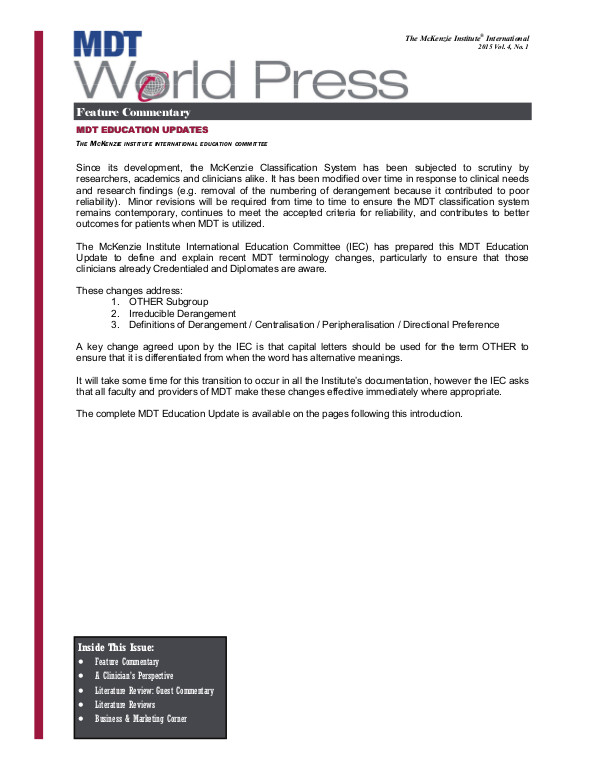 The McKenzie Institute® International
2015 Vol. 4, No. 1
MDT
World Press
Feature Commentary
MDT EDUCATION UPDATES
THE MCKENZIE INSTITUTE INTERNATIONAL EDUCATION COMMITTEE
Since its development, the McKenzie Classification System has been subjected to scrutiny by
researchers, academics and clinicians alike. It has been modified over time in response to clinical needs
and research findings (e.g. removal of the numbering of derangement because it contributed to poor
reliability). Minor revisions will be required from time to time to ensure the MDT classification system
remains contemporary, continues to meet the accepted criteria for reliability, and contributes to better
outcomes for patients when MDT is utilized.
The McKenzie Institute International Education Committee (IEC) has prepared this MDT Education
Update to define and explain recent MDT terminology changes, particularly to ensure that those
clinicians already Credentialed and Diplomates are aware.
These changes address:
1. OTHER Subgroup
2. Irreducible Derangement
3. Definitions of Derangement / Centralisation / Peripheralisation / Directional Preference
A key change agreed upon by the IEC is that capital letters should be used for the term OTHER to
ensure that it is differentiated from when the word has alternative meanings.
It will take some time for this transition to occur in all the Institute's documentation, however the IEC asks
that all faculty and providers of MDT make these changes effective immediately where appropriate.
The complete MDT Education Update is available on the pages following this introduction.
Inside This Issue:
● Feature Commentary
● A Clinician's Perspective
● Literature Review: Guest Commentary
● Literature Reviews
● Business & Marketing Corner